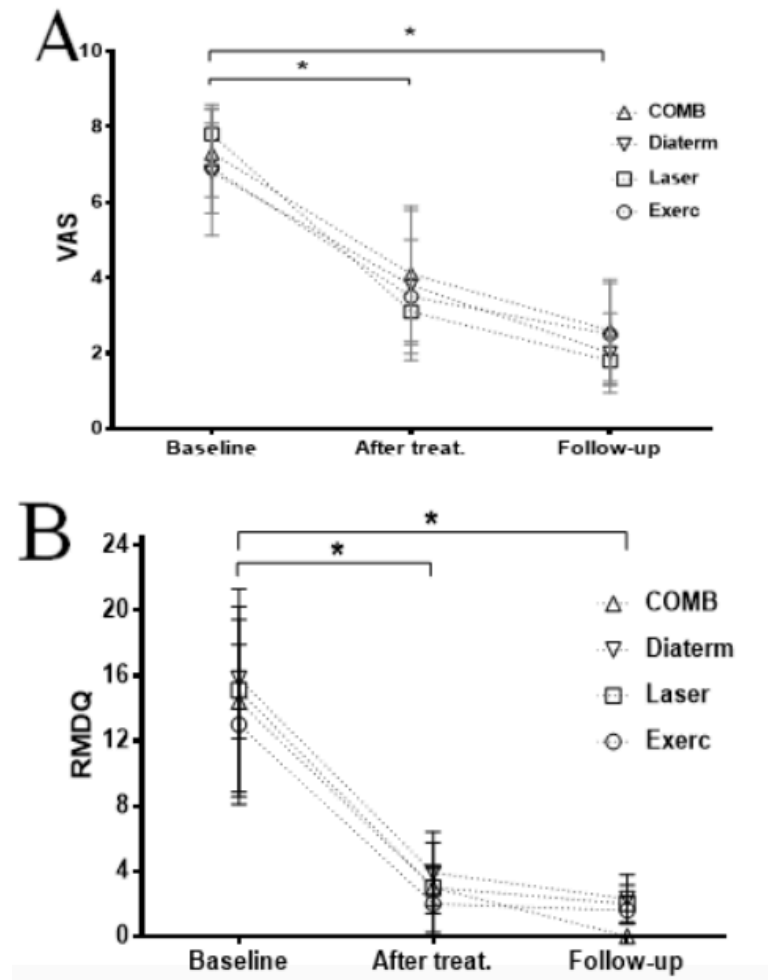 A
10
*
*
8
6
4
2
0
VAS
COMB
Diaterm
Laser
Exerc
Baseline After treat. Follow-up
B
24
*
*
20
16
12
8
4
0
RMDQ
COMB
Diaterm
Laser
Exerc
Baseline After treat. Follow-up